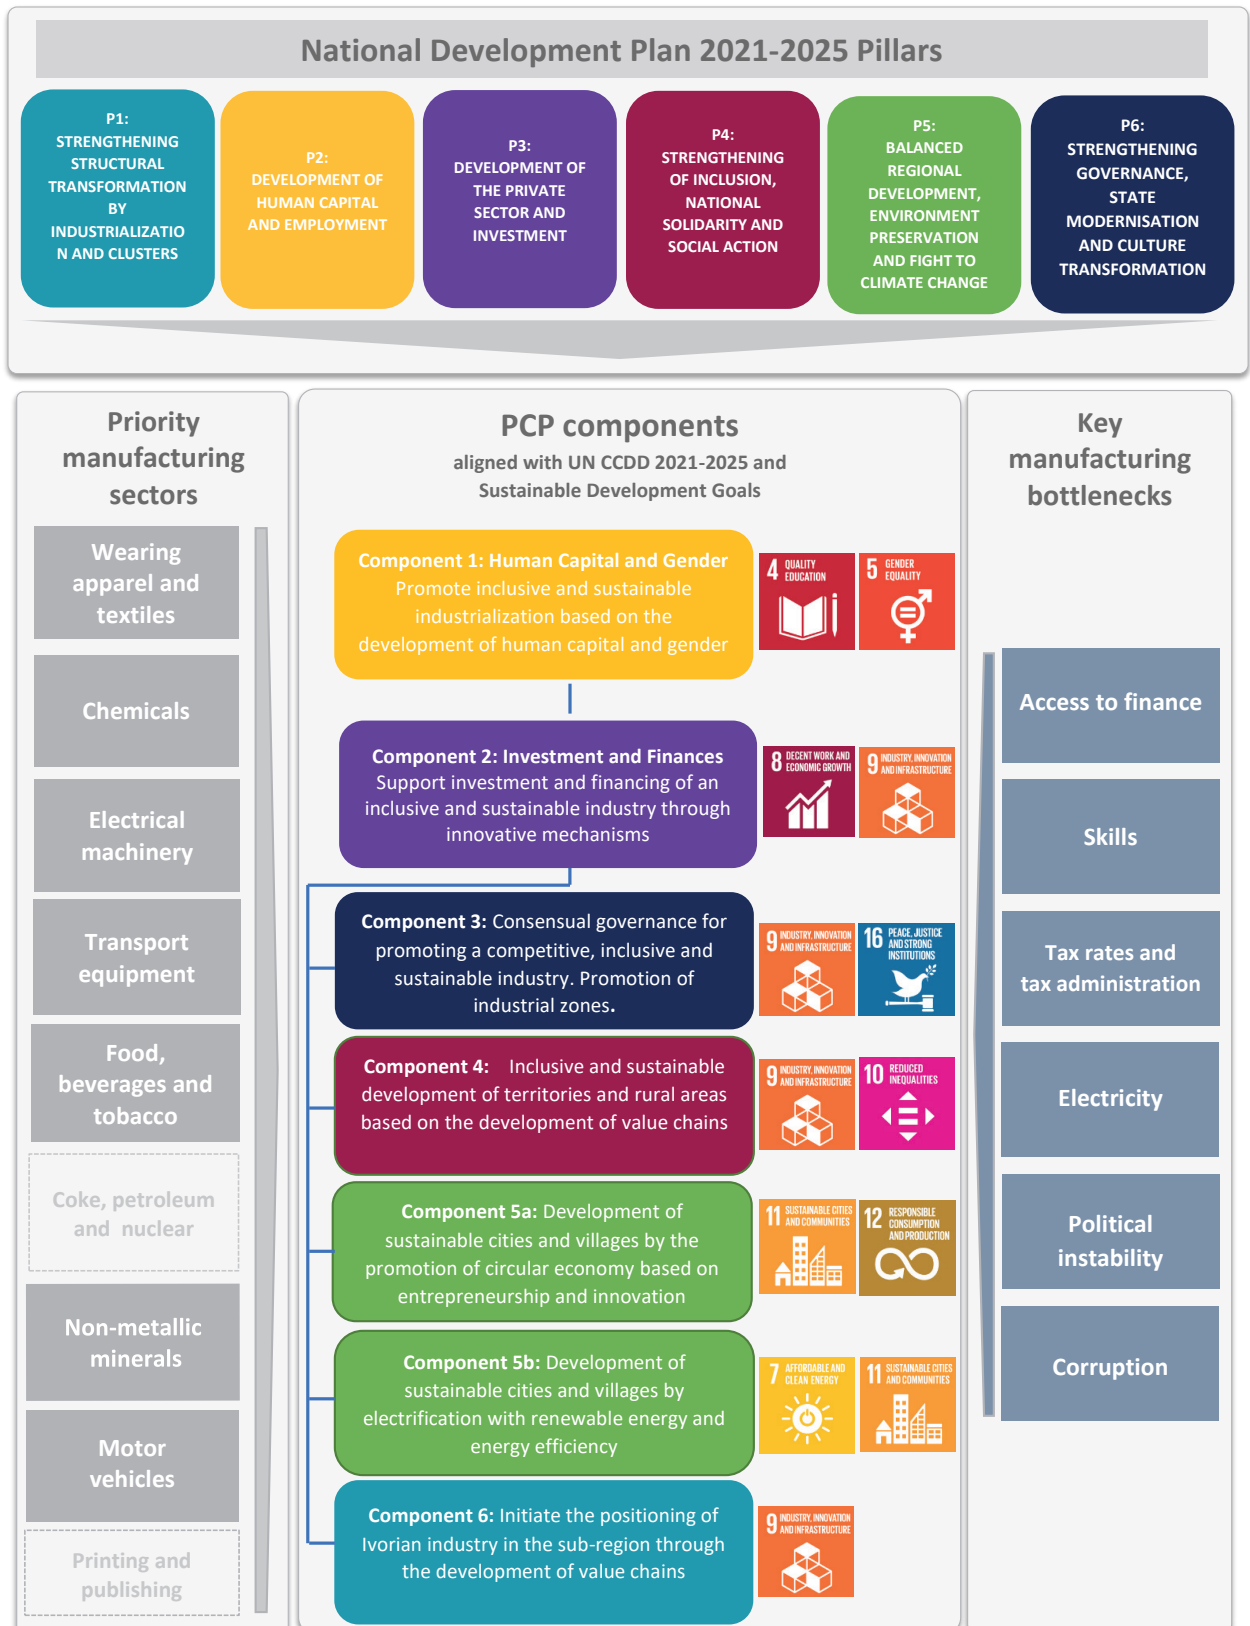 National Development Plan 2021-2025 Pillars
P1:
STRENGTHENING
STRUCTURAL
TRANSFORMATION
BY
INDUSTRIALIZATIO
N AND CLUSTERS
P2:
DEVELOPMENT OF
HUMAN CAPITAL
AND EMPLOYMENT
P3:
DEVELOPMENT OF
THE PRIVATE
SECTOR AND
INVESTMENT
P4:
STRENGTHENING
OF INCLUSION,
NATIONAL
SOLIDARITY AND
SOCIAL ACTION
P5:
BALANCED
REGIONAL
DEVELOPMENT,
ENVIRONMENT
PRESERVATION
AND FIGHT TO
CLIMATE CHANGE
P6:
STRENGTHENING
GOVERNANCE,
STATE
MODERNISATION
AND CULTURE
TRANSFORMATION
Priority
manufacturing
sectors
Wearing
apparel and
textiles
Chemicals
Electrical
machinery
Transport
equipment
Food,
beverages and
tobacco
Coke, petroleum
and nuclear
Non-metallic
minerals
Motor
vehicles
Printing and
publishing
PCP components
aligned with UN CCDD 2021-2025 and
Sustainable Development Goals
Component 1: Human Capital and Gender
Promote inclusive and sustainable
industrialization based on the
development of human capital and gender
4 QUALITY
EDUCATION
5 GENDER
EQUALITY
Component 2: Investment and Finances
Support investment and financing of an
inclusive and sustainable industry through
innovative mechanisms
8 DECENT WORK AND
ECONOMIC GROWTH
9 INDUSTRY, INNOVATION
AND INFRASTRUCTURE
Component 3: Consensual governance for
promoting a competitive, inclusive and
sustainable industry. Promotion of
industrial zones.
9 INDUSTRY, INNOVATION
AND INFRASTRUCTURE
16 PEACE, JUSTICE
AND STRONG
INSTITUTIONS
Component 4: Inclusive and sustainable
development of territories and rural areas
based on the development of value chains
9 INDUSTRY, INNOVATION
AND INFRASTRUCTURE
10 REDUCED
INEQUALITIES
Component 5a: Development of
sustainable cities and villages by the
promotion of circular economy based on
entrepreneurship and innovation
11 SUSTAINABLE CITIES
AND COMMUNITIES
12 RESPONSIBLE
CONSUMPTION
AND PRODUCTION
Component 5b: Development of
sustainable cities and villages by
electrification with renewable energy and
energy efficiency
7 AFFORDABLE AND
CLEAN ENERGY
11 SUSTAINABLE CITIES
AND COMMUNITIES
Component 6: Initiate the positioning of
Ivorian industry in the sub-region through
the development of value chains
9 INDUSTRY, INNOVATION
AND INFRASTRUCTURE
Key
manufacturing
bottlenecks
Access to finance
Skills
Tax rates and
tax administration
Electricity
Political
instability
Corruption